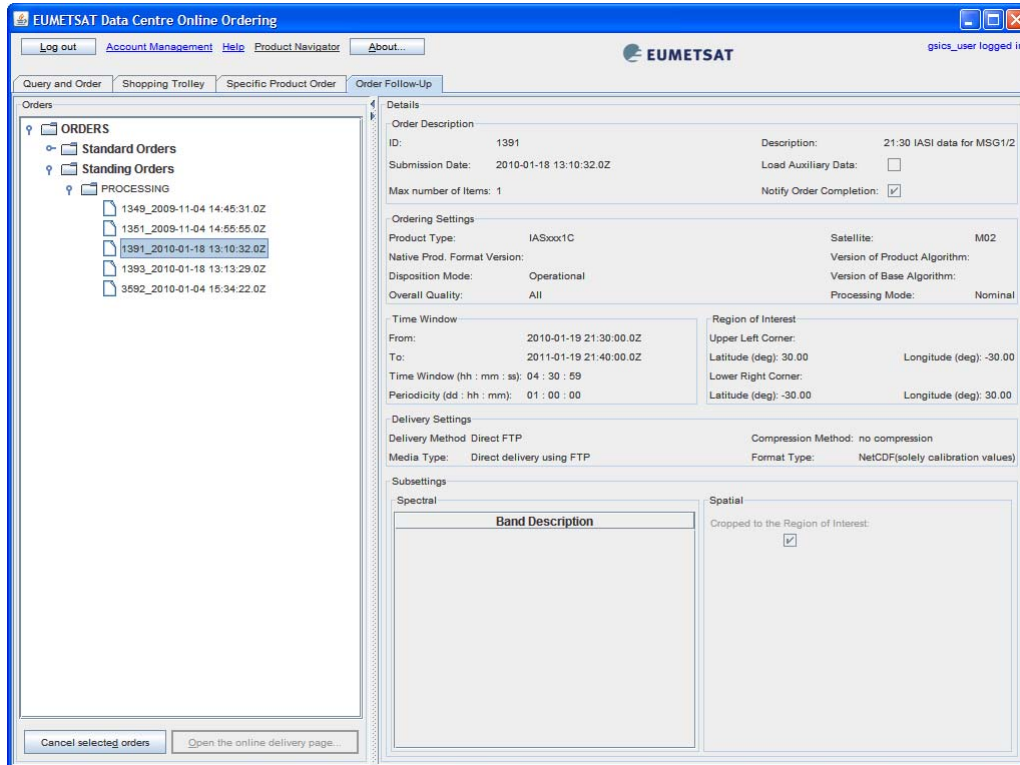 EUMETSAT Data Centre Online Ordering
Log out Account Management Help Product Navigator About... EUMETSAT gsics_user logged in
Query and Order Shopping Trolley Specific Product Order Order Follow-Up
Orders
ORDERS
Standard Orders
Standing Orders
PROCESSING
1349_2009-11-04 14:45:31.0Z
1351_2009-11-04 14:55:55.0Z
1391_2010-01-18 13:10:32.0Z
1393_2010-01-18 13:13:29.0Z
3592_2010-01-04 15:34:22.0Z
Cancel selected orders Open the online delivery page...
Details
Order Description
ID: 1391 Description: 21:30 IASI data for MSG1/2
Submission Date: 2010-01-18 13:10:32.0Z Load Auxiliary Data:
Max number of Items: 1 Notify Order Completion:
Ordering Settings
Product Type: IASxxx1C Satellite: M02
Native Prod. Format Version: Version of Product Algorithm:
Disposition Mode: Operational Version of Base Algorithm:
Overall Quality: All Processing Mode: Nominal
Time Window
From: 2010-01-19 21:30:00.0Z
To: 2011-01-19 21:40:00.0Z
Time Window (hh : mm : ss): 04 : 30 : 59
Periodicity (dd : hh : mm): 01 : 00 : 00
Region of Interest
Upper Left Corner:
Latitude (deg): 30.00 Longitude (deg): -30.00
Lower Right Corner:
Latitude (deg): -30.00 Longitude (deg): 30.00
Delivery Settings
Delivery Method Direct FTP Compression Method: no compression
Media Type: Direct delivery using FTP Format Type: NetCDF(solely calibration values)
Subsettings
Spectral
Band Description
Spatial
Cropped to the Region of Interest: